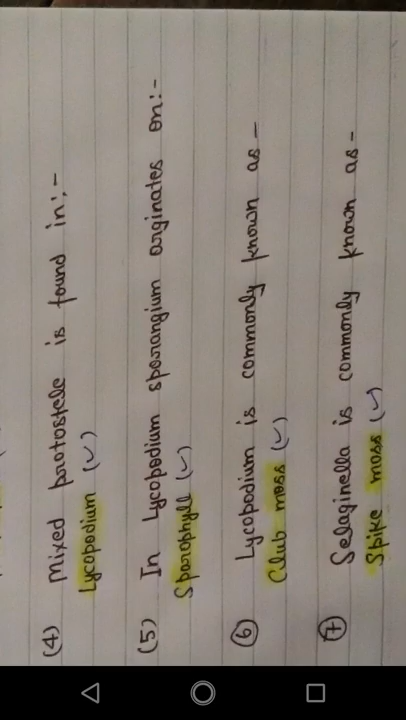 (4) Mixed protostele is found in:-
Lycopodium (✓)
(5) In Lycopodium sporangium orginates on:-
Sporophyll (✓)
⑥ Lycopodium is commonly known as -
Club moss (✓)
⑦ Selaginella is commonly known as -
Spike moss (✓)